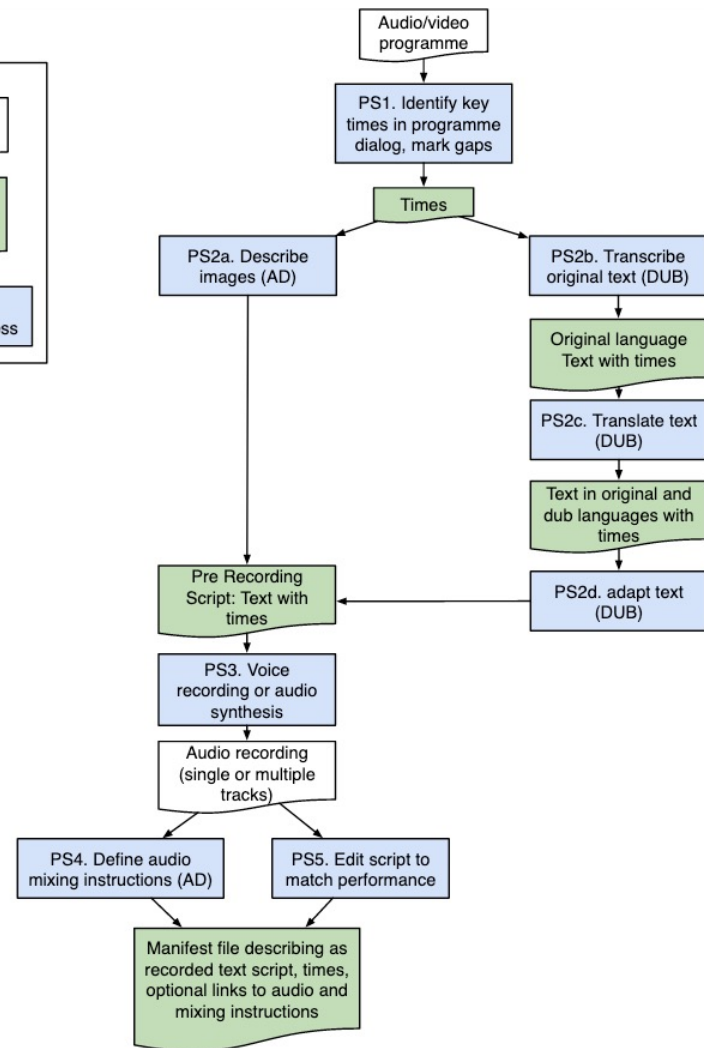 Audio/video
programme
PS1. Identify key
times in programme
dialog, mark gaps
Times
PS2a. Describe
images (AD)
PS2b. Transcribe
original text (DUB)
ess
Original language
Text with times
PS2c. Translate text
(DUB)
Text in original and
dub languages with
times
PS2d. adapt text
(DUB)
Pre Recording
Script: Text with
times
PS3. Voice
recording or audio
synthesis
Audio recording
(single or multiple
tracks)
PS4. Define audio
mixing instructions (AD)
PS5. Edit script to
match performance
Manifest file describing as
recorded text script, times,
optional links to audio and
mixing instructions